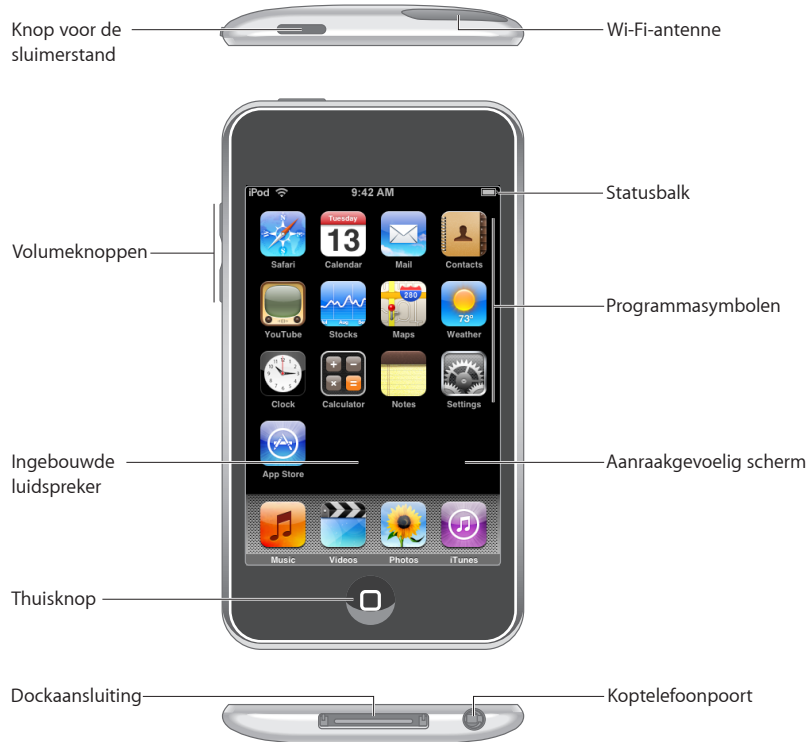 Knop voor de
sluimerstand
Wi-Fi-antenne
iPod 9:42 AM
Statusbalk
Tuesday
13
Safari Calendar Mail Contacts
Volumeknoppen
280
73°
Programmasymbolen
YouTube Stocks Maps Weather
Clock Calculator Notes Settings
Ingebouwde
luidspreker
Aanraakgevoelig scherm
App Store
Music Videos Photos iTunes
Thuisknop
Dockaansluiting
Koptelefoonpoort